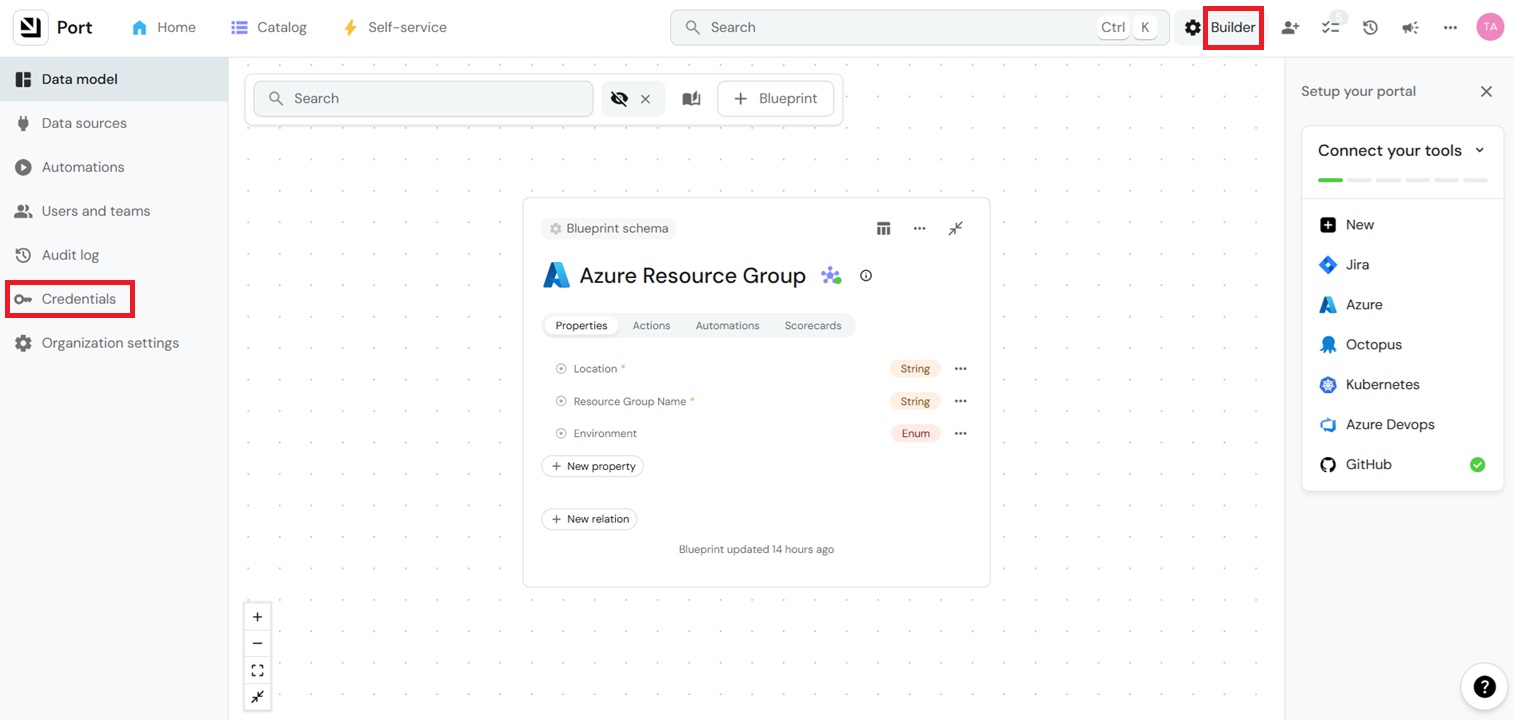 Port
Home
Catalog
Self-service
Search
Ctrl
K
Builder
TA
Data model
Data sources
Automations
Users and teams
Audit log
Credentials
Organization settings
Search
Blueprint
Blueprint schema
Azure Resource Group
Properties
Actions
Automations
Scorecards
Location *
String
Resource Group Name *
String
Environment
Enum
+ New property
+ New relation
Blueprint updated 14 hours ago
Setup your portal
Connect your tools
New
Jira
Azure
Octopus
Kubernetes
Azure Devops
GitHub
?